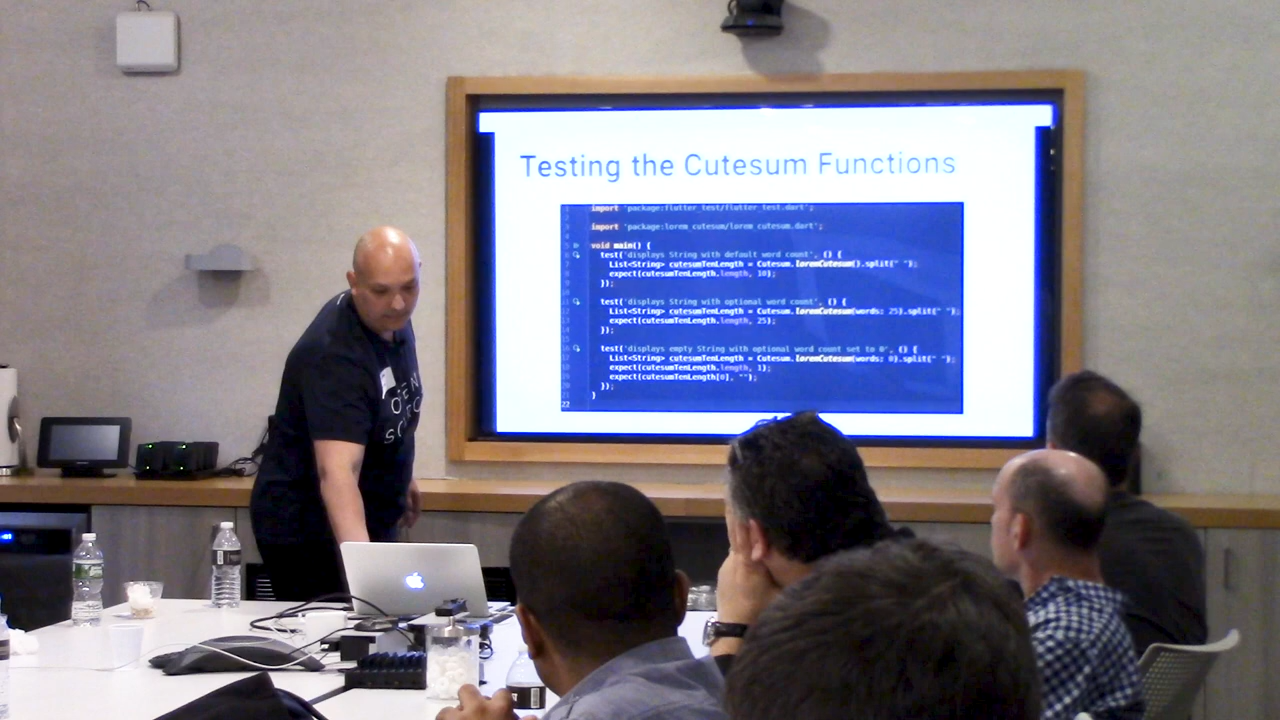 Testing the Cutesum Functions
import 'package:flutter_test/flutter_test.dart';
import 'package:lorem_cutesum/lorem_cutesum.dart';
void main() {
test('displays String with default word count', () {
List<String> cutesumTenLength = Cutesum.loremCutesum().split(" ");
expect(cutesumTenLength.length, 10);
});
test('displays String with optional word count', () {
List<String> cutesumTenLength = Cutesum.loremCutesum(words: 25).split(" ");
expect(cutesumTenLength.length, 25);
});
test('displays empty String with optional word count set to 0', () {
List<String> cutesumTenLength = Cutesum.loremCutesum(words: 0).split(" ");
expect(cutesumTenLength.length, 1);
expect(cutesumTenLength[0], "");
});
}
22
OPEN